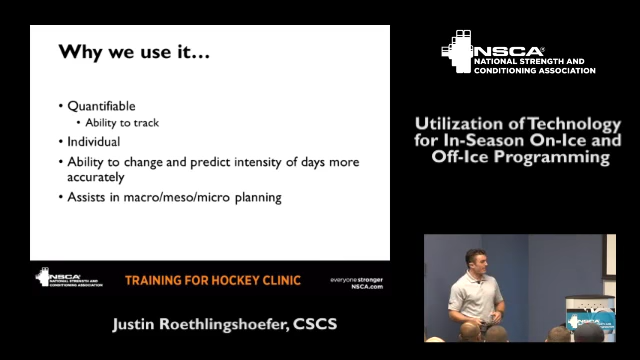 Why we use it...
• Quantifiable
• Ability to track
• Individual
• Ability to change and predict intensity of days more
accurately
• Assists in macro/meso/micro planning
NSCA
NATIONAL STRENGTH AND
CONDITIONING ASSOCIATION
TRAINING FOR HOCKEY CLINIC
everyone stronger
NSCA.com
Justin Roethlingshoefer, CSCS
NSCA
NATIONAL STRENGTH AND
CONDITIONING ASSOCIATION
Utilization of Technology
for In-Season On-Ice and
Off-Ice Programming
NSCA